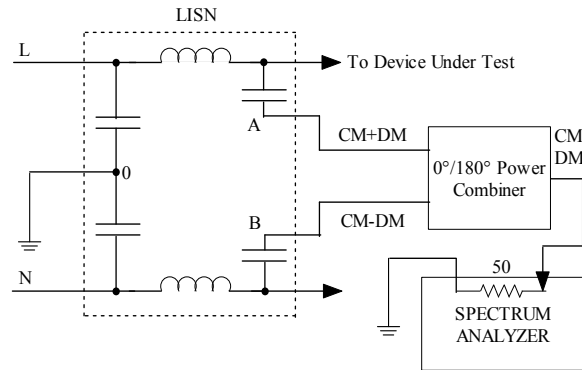 LISN
L
To Device Under Test
A
CM+DM
CM
DM
0°/180° Power
Combiner
0
B
CM-DM
N
50
SPECTRUM
ANALYZER